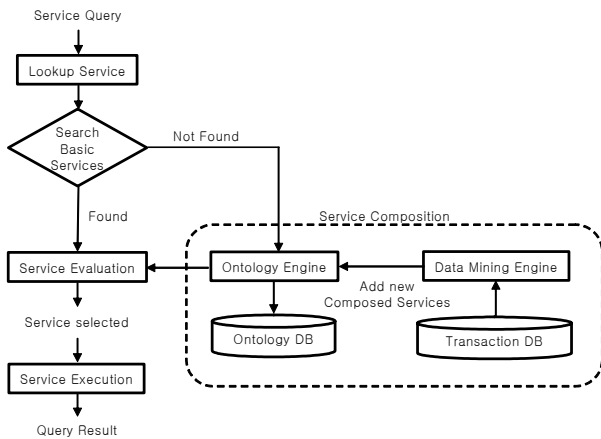 Service Query
Lookup Service
Search
Basic
Services
Not Found
Found
Service Composition
Service Evaluation
Ontology Engine
Data Mining Engine
Add new
Composed Services
Service selected
Ontology DB
Transaction DB
Service Execution
Query Result